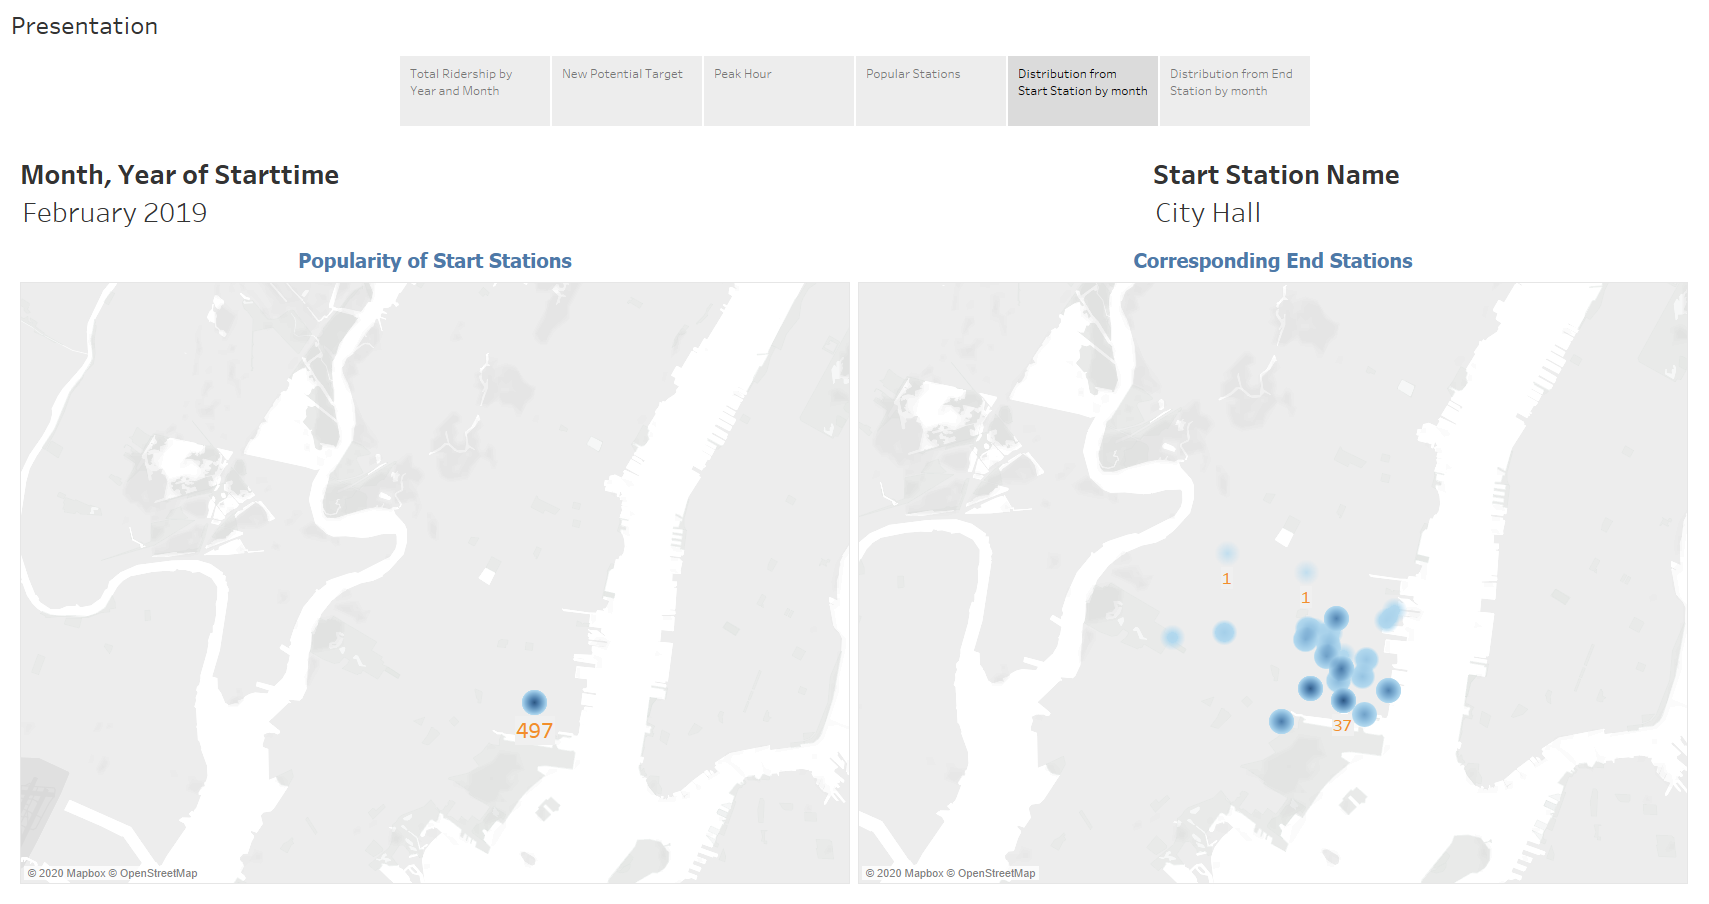 Presentation
Total Ridership by
Year and Month
New Potential Target
Peak Hour
Popular Stations
Distribution from
Start Station by month
Distribution from End
Station by month
Month, Year of Starttime
February 2019
Start Station Name
City Hall
Popularity of Start Stations
Corresponding End Stations
497
1
1
37
© 2020 Mapbox © OpenStreetMap
© 2020 Mapbox © OpenStreetMap